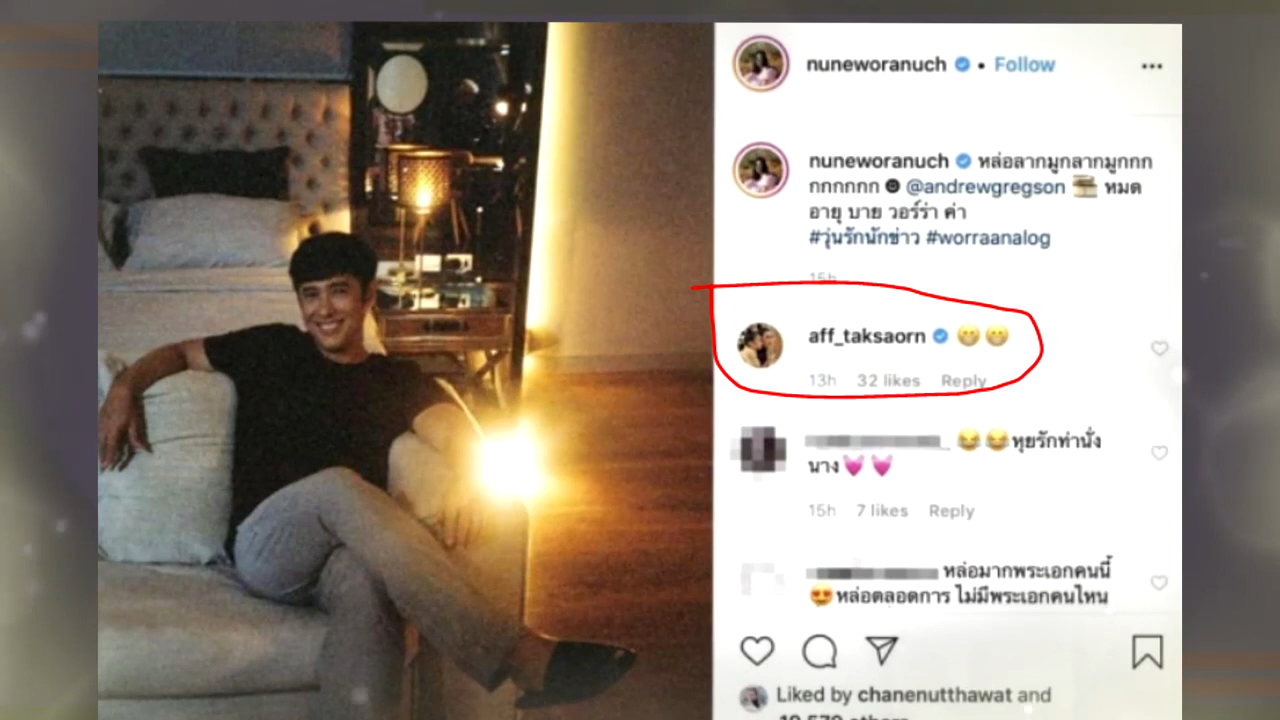 nuneworanuch • Follow
nuneworanuch หล่อลากมูกลากมูกกก
กกกกกก @andrewgregson หมด
อายุ บาย วอร์ร่า ค่า
#วุ่นรักนักข่าว #worraanalog
15h
aff_taksaorn 😁😁
13h 32 likes Reply
😂😂หุยรักท่านั่ง
นาง💓💓
15h 7 likes Reply
หล่อมากพระเอกคนนี้
😍หล่อตลอดการ ไม่มีพระเอกคนไหน
Liked by chanenutthawat and